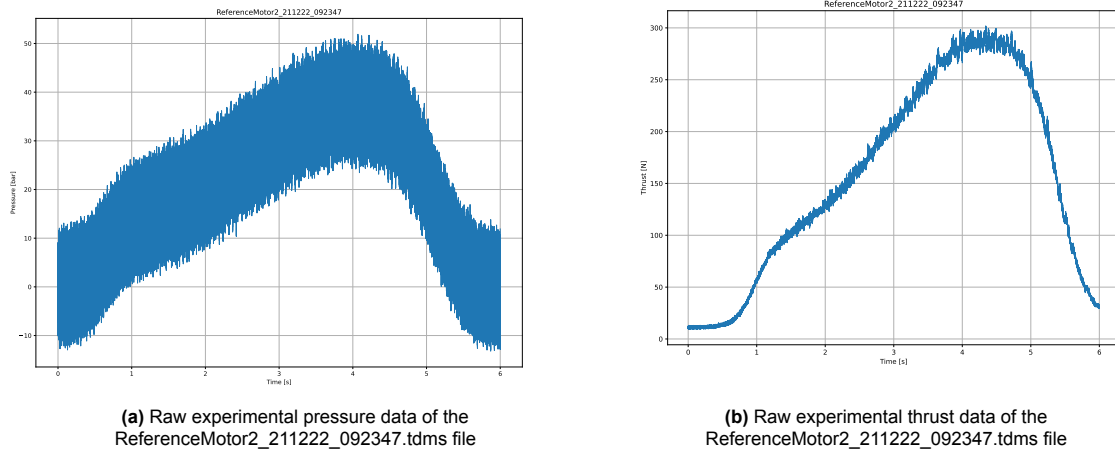 ReferenceMotor2_211222_092347
50
40
30
20
10
0
−10
Pressure [bar]
0 1 2 3 4 5 6
Time [s]
(a) Raw experimental pressure data of the
ReferenceMotor2_211222_092347.tdms file
ReferenceMotor2_211222_092347
300
250
200
150
100
50
0
Thrust [N]
0 1 2 3 4 5 6
Time [s]
(b) Raw experimental thrust data of the
ReferenceMotor2_211222_092347.tdms file